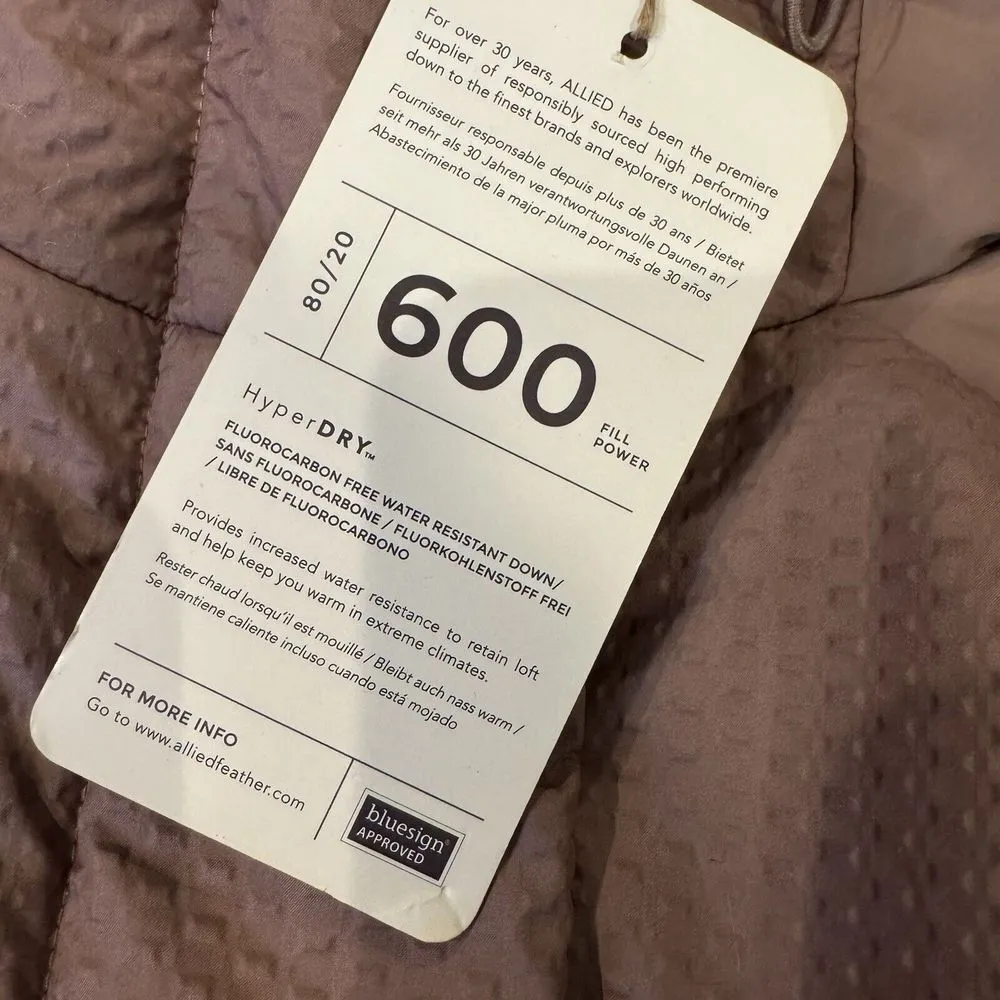 For over 30 years, ALLIED has been the premiere
supplier of responsibly sourced high performing
down to the finest brands and explorers worldwide.
Fournisseur responsable depuis plus de 30 ans / Bietet
seit mehr als 30 Jahren verantwortungsvolle Daunen an /
Abastecimiento de la major pluma por más de 30 años
80/20
600
FILL
POWER
HyperDRY™
FLUOROCARBON FREE WATER RESISTANT DOWN/
SANS FLUOROCARBONE / FLUORKOHLENSTOFF FREI
/ LIBRE DE FLUOROCARBONO
Provides increased water resistance to retain loft
and help keep you warm in extreme climates.
Rester chaud lorsqu'il est mouillé / Bleibt auch nass warm /
Se mantiene caliente incluso cuando está mojado
FOR MORE INFO
Go to www.alliedfeather.com
bluesign®
APPROVED